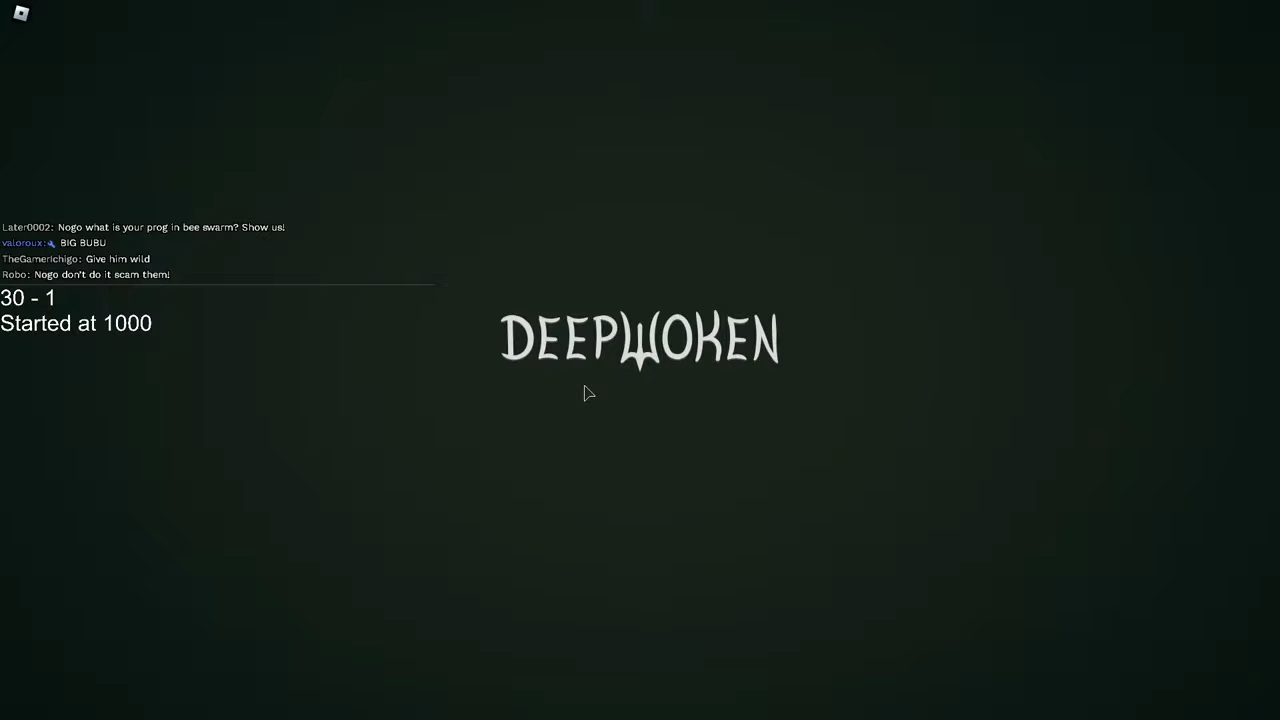 Later0002: Nogo what is your prog in bee swarm? Show us!
valoroux: BIG BUBU
TheGamerIchigo: Give him wild
Robo: Nogo don't do it scam them!
30 - 1
Started at 1000
DEEPWOKEN